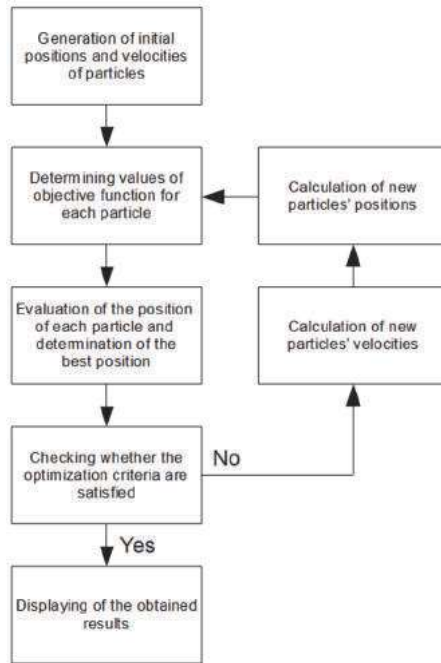 Generation of initial
positions and velocities
of particles
Determining values of
objective function for
each particle
Calculation of new
particles' positions
Evaluation of the position
of each particle and
determination of the
best position
Calculation of new
particles' velocities
Checking whether the
optimization criteria are
satisfied
No
Yes
Displaying of the obtained
results